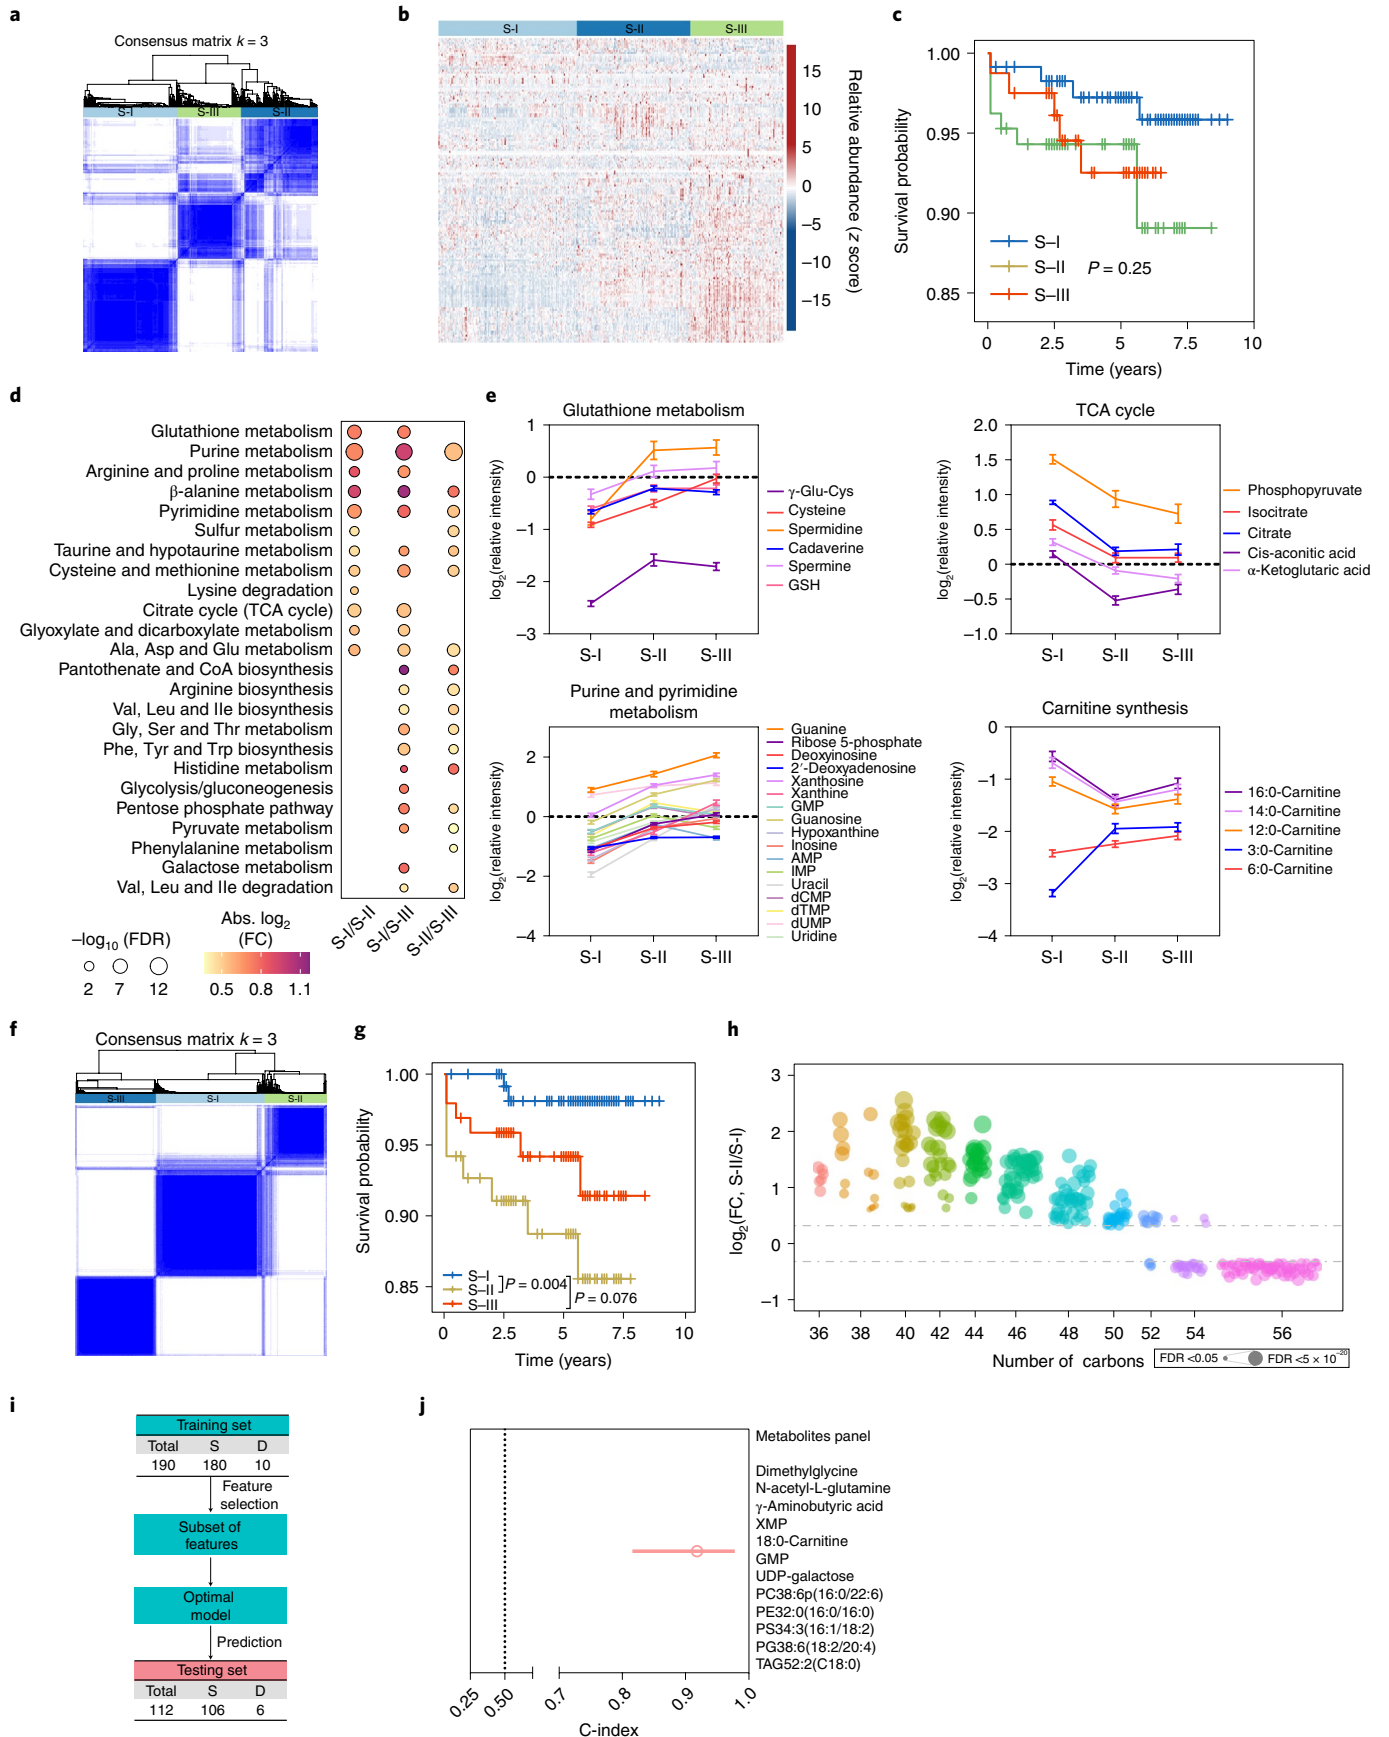 a
Consensus matrix k = 3
S-I
S-III
S-II
b
S-I
S-II
S-III
15
10
5
0
−5
−10
−15
Relative abundance (z score)
c
1.00
0.95
0.90
0.85
Survival probability
S–I
S–II
S–III
P = 0.25
0
2.5
5
7.5
10
Time (years)
d
Glutathione metabolism
Purine metabolism
Arginine and proline metabolism
β-alanine metabolism
Pyrimidine metabolism
Sulfur metabolism
Taurine and hypotaurine metabolism
Cysteine and methionine metabolism
Lysine degradation
Citrate cycle (TCA cycle)
Glyoxylate and dicarboxylate metabolism
Ala, Asp and Glu metabolism
Pantothenate and CoA biosynthesis
Arginine biosynthesis
Val, Leu and Ile biosynthesis
Gly, Ser and Thr metabolism
Phe, Tyr and Trp biosynthesis
Histidine metabolism
Glycolysis/gluconeogenesis
Pentose phosphate pathway
Pyruvate metabolism
Phenylalanine metabolism
Galactose metabolism
Val, Leu and Ile degradation
S-I/S-II
S-I/S-III
S-II/S-III
−log10 (FDR)
2
7
12
Abs. log2
(FC)
0.5
0.8
1.1
e
Glutathione metabolism
log2(relative intensity)
1
0
−1
−2
−3
S-I
S-II
S-III
γ-Glu-Cys
Cysteine
Spermidine
Cadaverine
Spermine
GSH
TCA cycle
log2(relative intensity)
2.0
1.5
1.0
0.5
0
−0.5
−1.0
S-I
S-II
S-III
Phosphopyruvate
Isocitrate
Citrate
Cis-aconitic acid
α-Ketoglutaric acid
Purine and pyrimidine
metabolism
log2(relative intensity)
2
0
−2
−4
S-I
S-II
S-III
Guanine
Ribose 5-phosphate
Deoxyinosine
2′-Deoxyadenosine
Xanthosine
Xanthine
GMP
Guanosine
Hypoxanthine
Inosine
AMP
IMP
Uracil
dCMP
dTMP
dUMP
Uridine
Carnitine synthesis
log2(relative intensity)
0
−1
−2
−3
−4
S-I
S-II
S-III
16:0-Carnitine
14:0-Carnitine
12:0-Carnitine
3:0-Carnitine
6:0-Carnitine
f
Consensus matrix k = 3
S-III
S-I
S-II
g
1.00
0.95
0.90
0.85
Survival probability
S–I
S–II
S–III
P = 0.004
P = 0.076
0
2.5
5
7.5
10
Time (years)
h
log2(FC, S-II/S-I)
3
2
1
0
−1
36
38
40
42
44
46
48
50
52
54
56
Number of carbons
FDR <0.05
FDR <5 × 10−20
i
Training set
Total S D
190 180 10
Feature
selection
Subset of
features
Optimal
model
Prediction
Testing set
Total S D
112 106 6
j
Metabolites panel
Dimethylglycine
N-acetyl-L-glutamine
γ-Aminobutyric acid
XMP
18:0-Carnitine
GMP
UDP-galactose
PC38:6p(16:0/22:6)
PE32:0(16:0/16:0)
PS34:3(16:1/18:2)
PG38:6(18:2/20:4)
TAG52:2(C18:0)
0.25
0.50
0.7
0.8
0.9
1.0
C-index